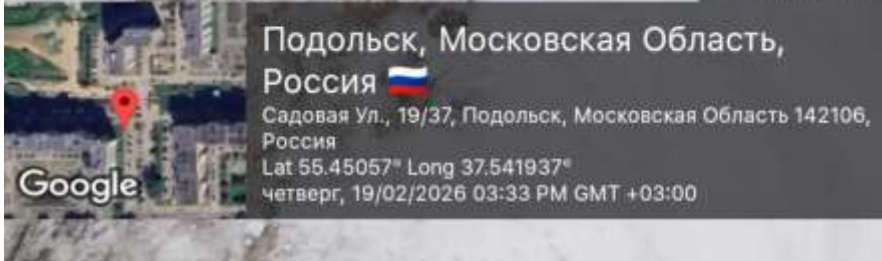 Подольск, Московская Область,
Россия 🇷🇺
Садовая Ул., 19/37, Подольск, Московская Область 142106,
Россия
Lat 55.45057° Long 37.541937°
четверг, 19/02/2026 03:33 PM GMT +03:00
Google